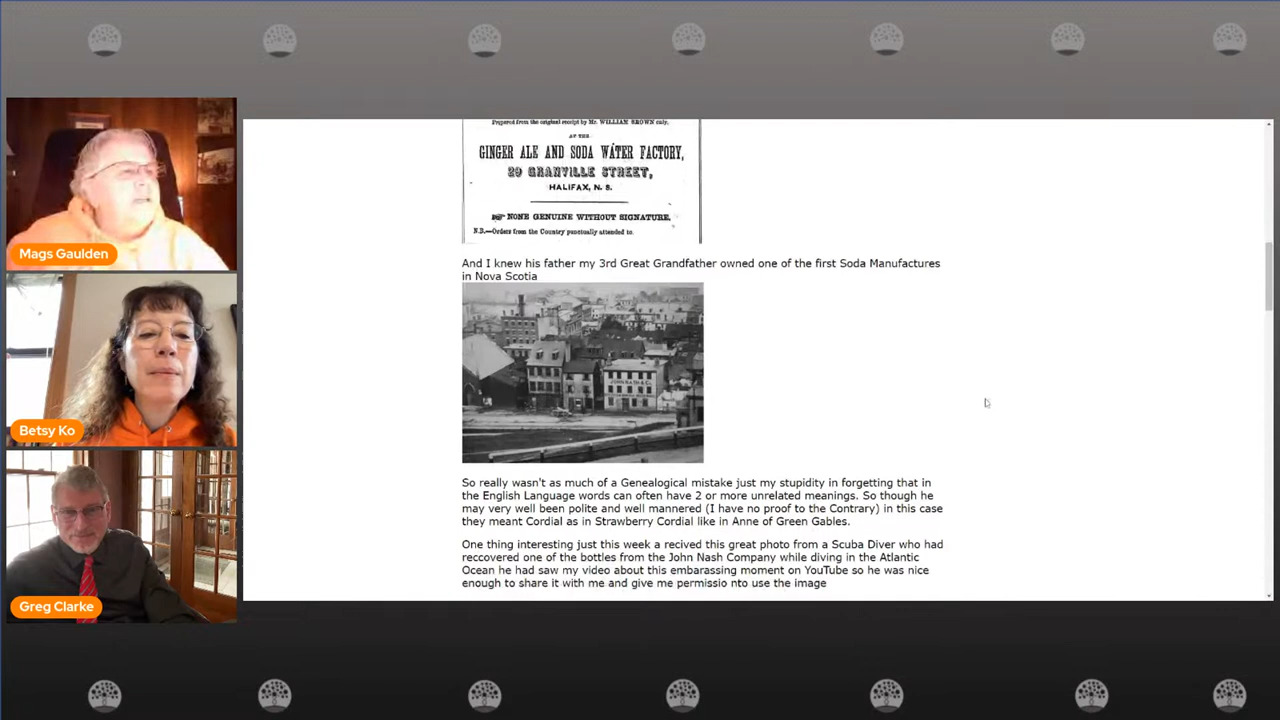 Mags Gaulden
Betsy Ko
Greg Clarke
Prepared from the original receipt by Mr. WILLIAM BROWN only,
AT THE
GINGER ALE AND SODA WATER FACTORY,
29 GRANVILLE STREET,
HALIFAX, N. S.
NONE GENUINE WITHOUT SIGNATURE.
N.B.—Orders from the Country punctually attended to.
And I knew his father my 3rd Great Grandfather owned one of the first Soda Manufactures
in Nova Scotia
So really wasn't as much of a Genealogical mistake just my stupidity in forgetting that in
the English Language words can often have 2 or more unrelated meanings. So though he
may very well been polite and well mannered (I have no proof to the Contrary) in this case
they meant Cordial as in Strawberry Cordial like in Anne of Green Gables.
One thing interesting just this week a recived this great photo from a Scuba Diver who had
reccovered one of the bottles from the John Nash Company while diving in the Atlantic
Ocean he had saw my video about this embarassing moment on YouTube so he was nice
enough to share it with me and give me permissio nto use the image